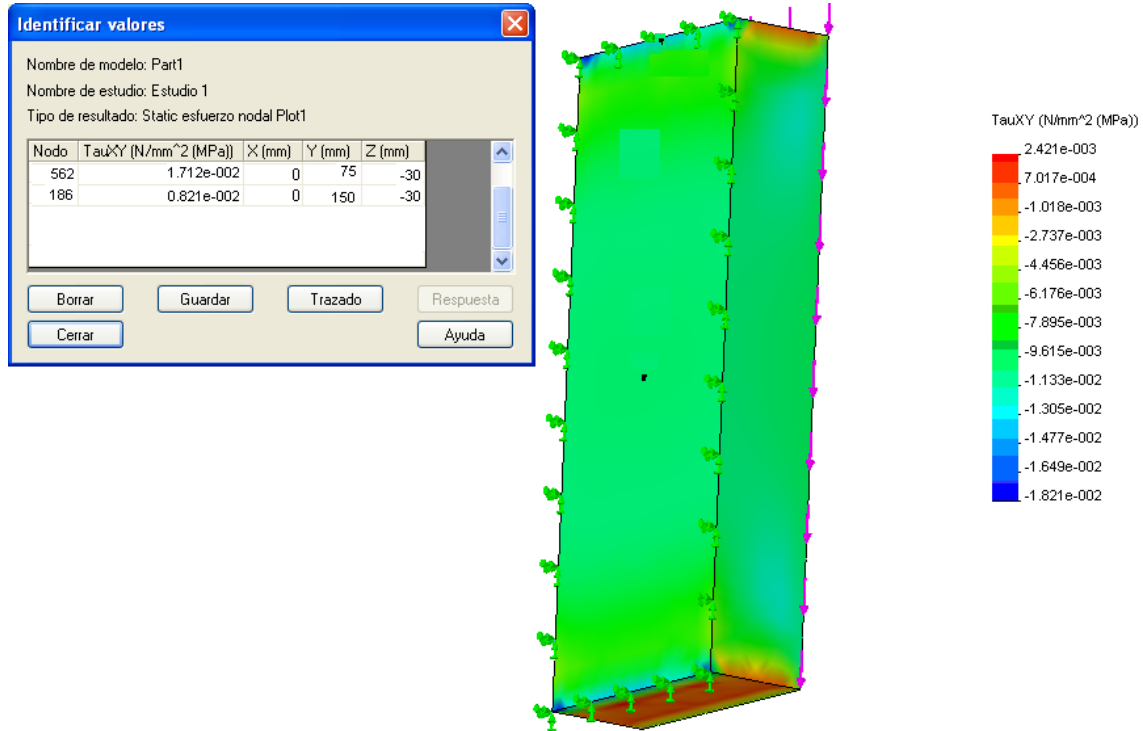 Identificar valores
Nombre de modelo: Part1
Nombre de estudio: Estudio 1
Tipo de resultado: Static esfuerzo nodal Plot1
Nodo TauXY (N/mm^2 (MPa)) X (mm) Y (mm) Z (mm)
562 1.712e-002 0 75 -30
186 0.821e-002 0 150 -30
Borrar Guardar Trazado Respuesta
Cerrar Ayuda
TauXY (N/mm^2 (MPa))
2.421e-003
7.017e-004
-1.018e-003
-2.737e-003
-4.456e-003
-6.176e-003
-7.895e-003
-9.615e-003
-1.133e-002
-1.305e-002
-1.477e-002
-1.649e-002
-1.821e-002